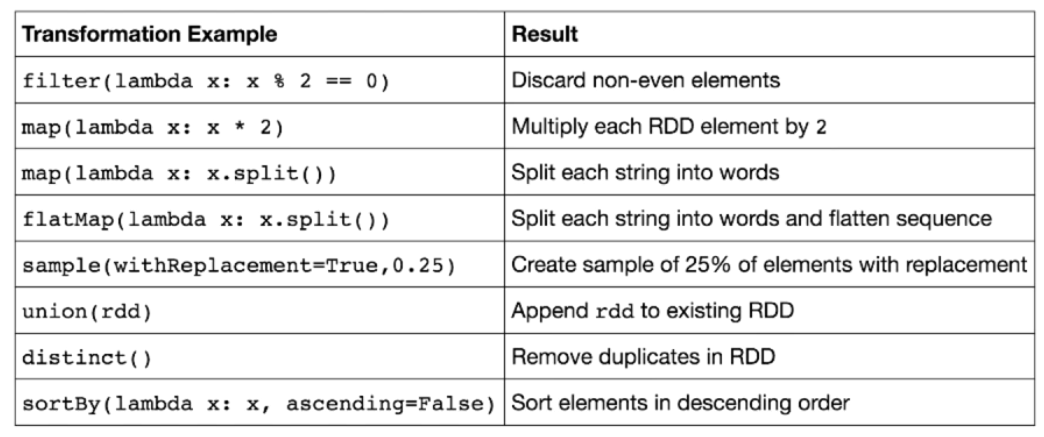 Transformation Example Result
filter(lambda x: x % 2 == 0) Discard non-even elements
map(lambda x: x * 2) Multiply each RDD element by 2
map(lambda x: x.split()) Split each string into words
flatMap(lambda x: x.split()) Split each string into words and flatten sequence
sample(withReplacement=True,0.25) Create sample of 25% of elements with replacement
union(rdd) Append rdd to existing RDD
distinct() Remove duplicates in RDD
sortBy(lambda x: x, ascending=False) Sort elements in descending order